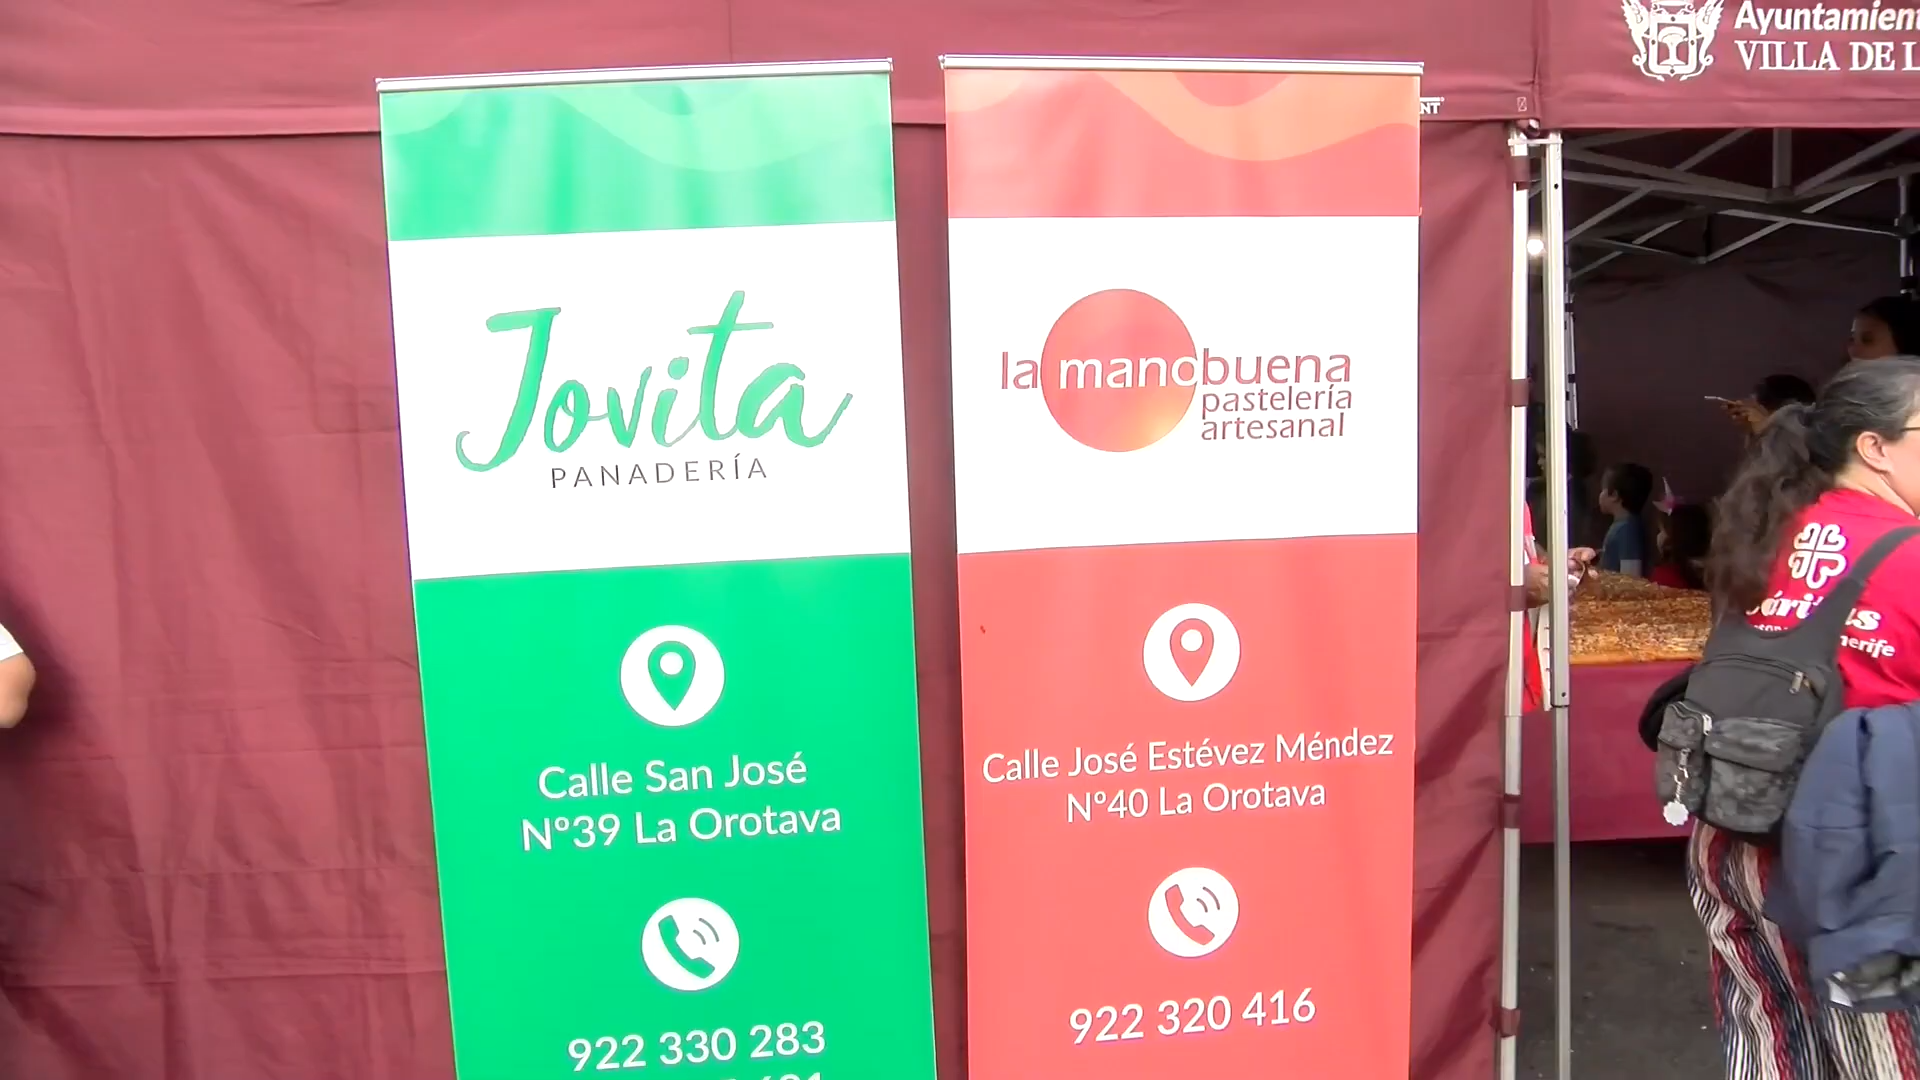 Jovita
PANADERÍA
Calle San José
Nº39 La Orotava
922 330 283
la manobuena
pastelería
artesanal
Calle José Estévez Méndez
Nº40 La Orotava
922 320 416
VILLA DE